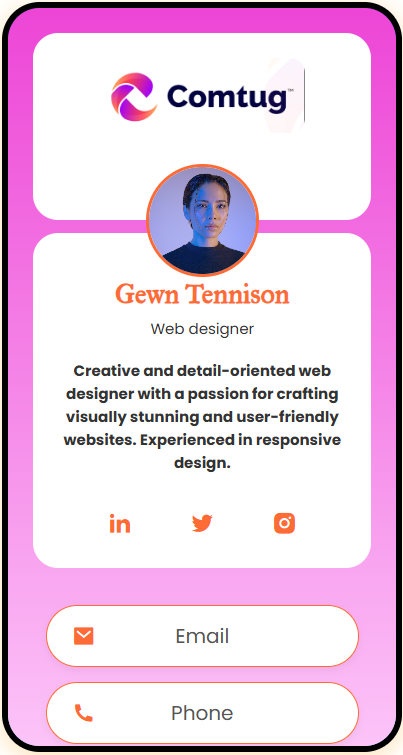 Comtug™
Gewn Tennison
Web designer
Creative and detail-oriented web
designer with a passion for crafting
visually stunning and user-friendly
websites. Experienced in responsive
design.
Email
Phone